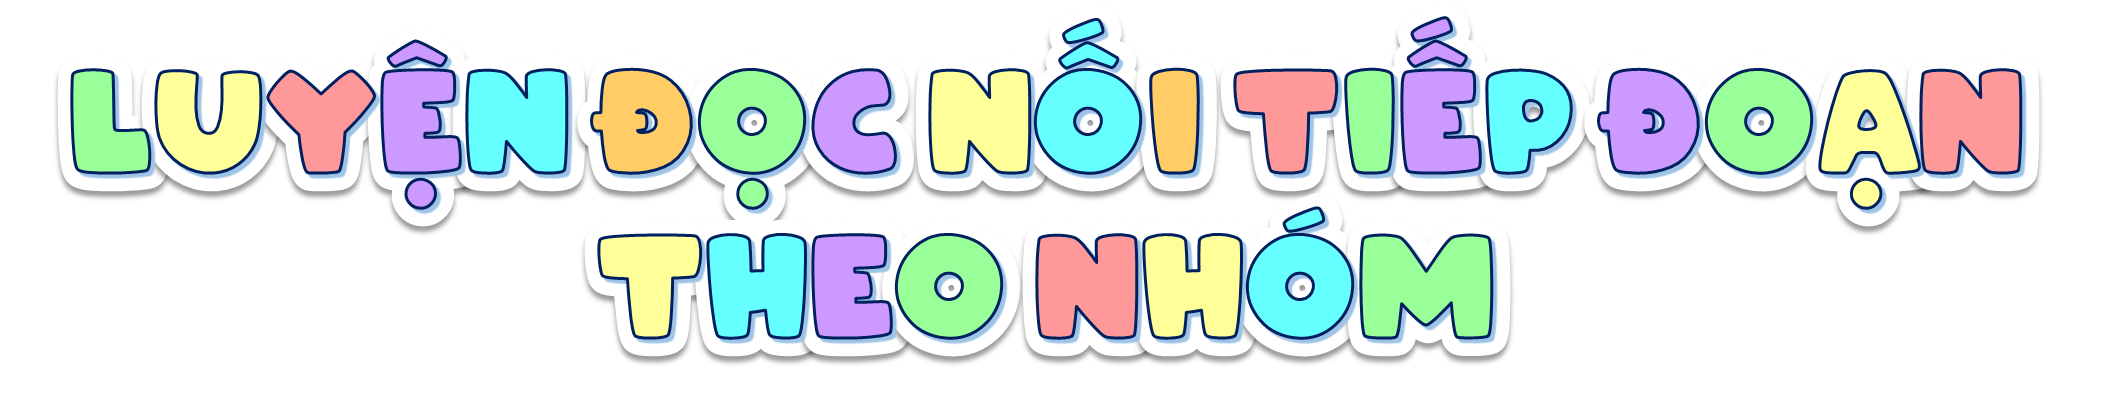 LUYỆN ĐỌC NỐI TIẾP ĐOẠN
THEO NHÓM